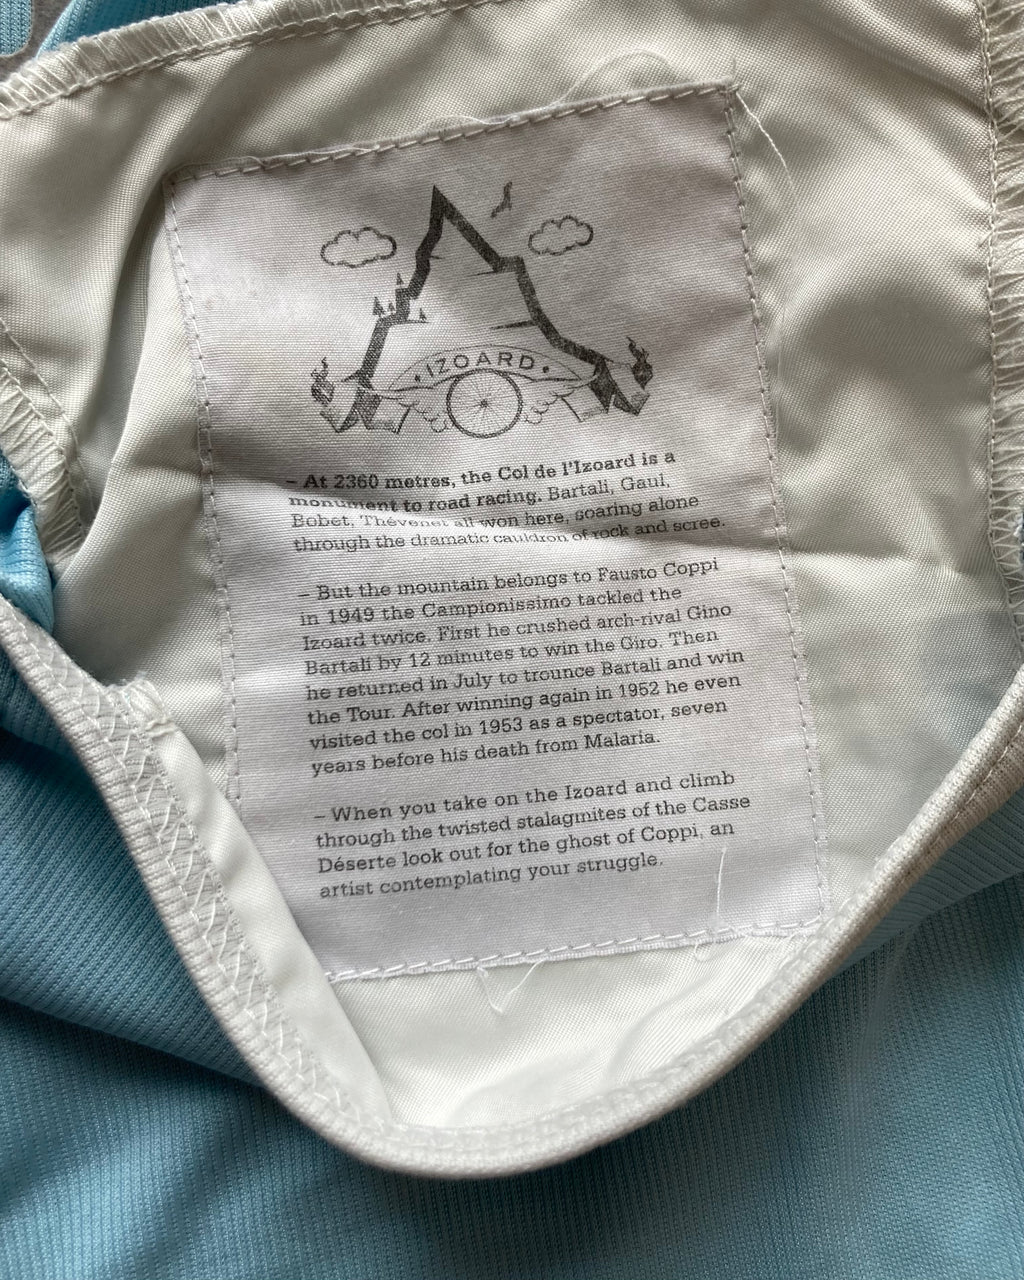 · IZOARD ·
– At 2360 metres, the Col de l'Izoard is a
monument to road racing. Bartali, Gaul,
Bobet, Thévenet all won here, soaring alone
through the dramatic cauldron of rock and scree.
– But the mountain belongs to Fausto Coppi
in 1949 the Campionissimo tackled the
Izoard twice. First he crushed arch-rival Gino
Bartali by 12 minutes to win the Giro. Then
he returned in July to trounce Bartali and win
the Tour. After winning again in 1952 he even
visited the col in 1953 as a spectator, seven
years before his death from Malaria.
– When you take on the Izoard and climb
through the twisted stalagmites of the Casse
Déserte look out for the ghost of Coppi, an
artist contemplating your struggle.